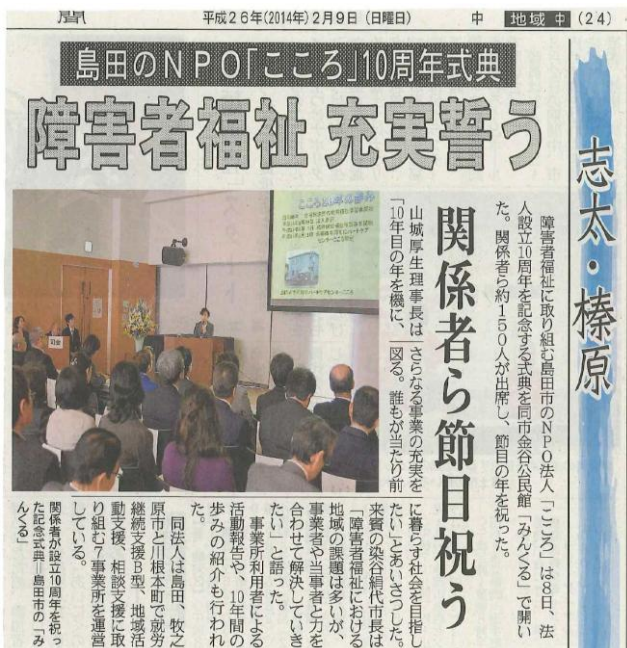 聞
平成26年(2014年)2月9日(日曜日)
中
地域
中
(24)
島田のNPO「こころ」10周年式典
障害者福祉 充実誓う
志太・榛原
関係者ら節目祝う
障害者福祉に取り組む島田市のNPO法
人「こころ」は8日、法
人設立10周年を記念する式典を同市金谷公民館「みんくる」で開い
た。関係者ら約150人が出席し、節目の年を祝った。
山城厚生理事長は
「10年目の年を機に、
さらなる事業の充実を
図る。誰もが当たり前
に暮らす社会を目指し
たい」とあいさつした。
来賓の染谷絹代市長は
「障害者福祉における
地域の課題は多いが、
事業者や当事者と力を
合わせて解決していき
たい」と語った。
事業所利用者による
活動報告や、10年間の
歩みの紹介も行われ
た。
同法人は島田、牧之
原市と川根本町で就労
継続支援B型、地域活
動支援、相談支援に取
り組む7事業所を運営
している。
関係者が設立10周年を祝っ
た記念式典=島田市の「み
んくる」
司会